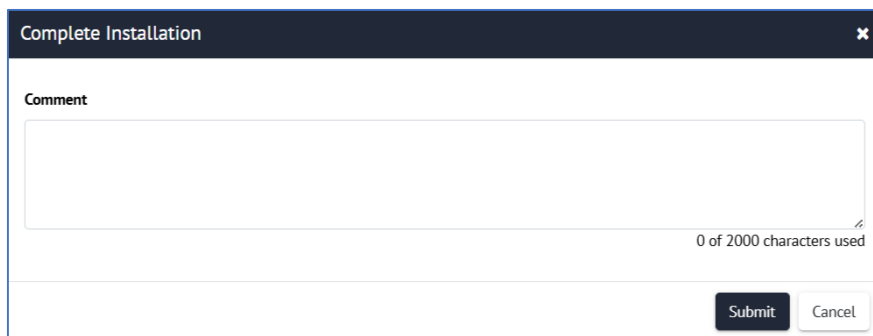 Complete Installation
Comment
0 of 2000 characters used
Submit Cancel